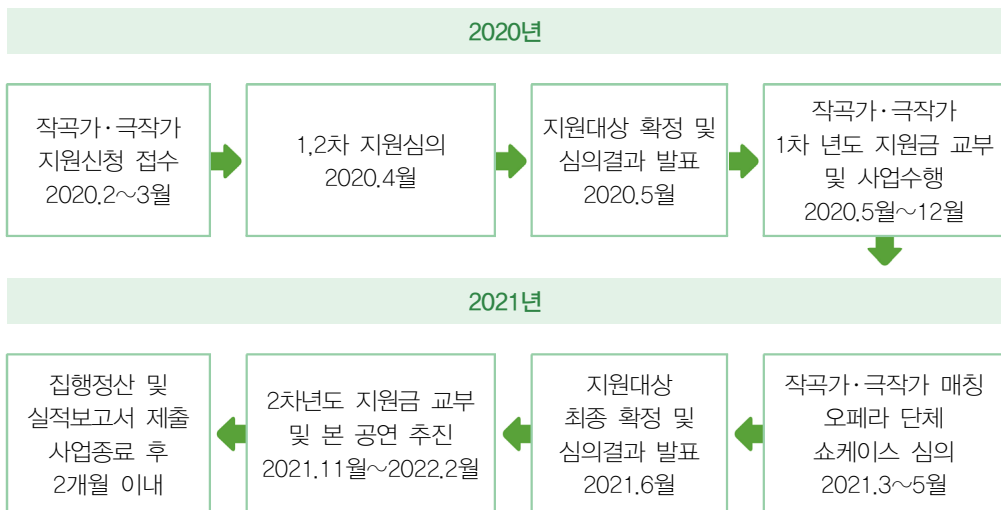 2020년
작곡가·극작가
지원신청 접수
2020.2～3월
1,2차 지원심의
2020.4월
지원대상 확정 및
심의결과 발표
2020.5월
작곡가·극작가
1차 년도 지원금 교부
및 사업수행
2020.5월～12월
2021년
작곡가·극작가 매칭
오페라 단체
쇼케이스 심의
2021.3～5월
지원대상
최종 확정 및
심의결과 발표
2021.6월
2차년도 지원금 교부
및 본 공연 추진
2021.11월～2022.2월
집행정산 및
실적보고서 제출
사업종료 후
2개월 이내